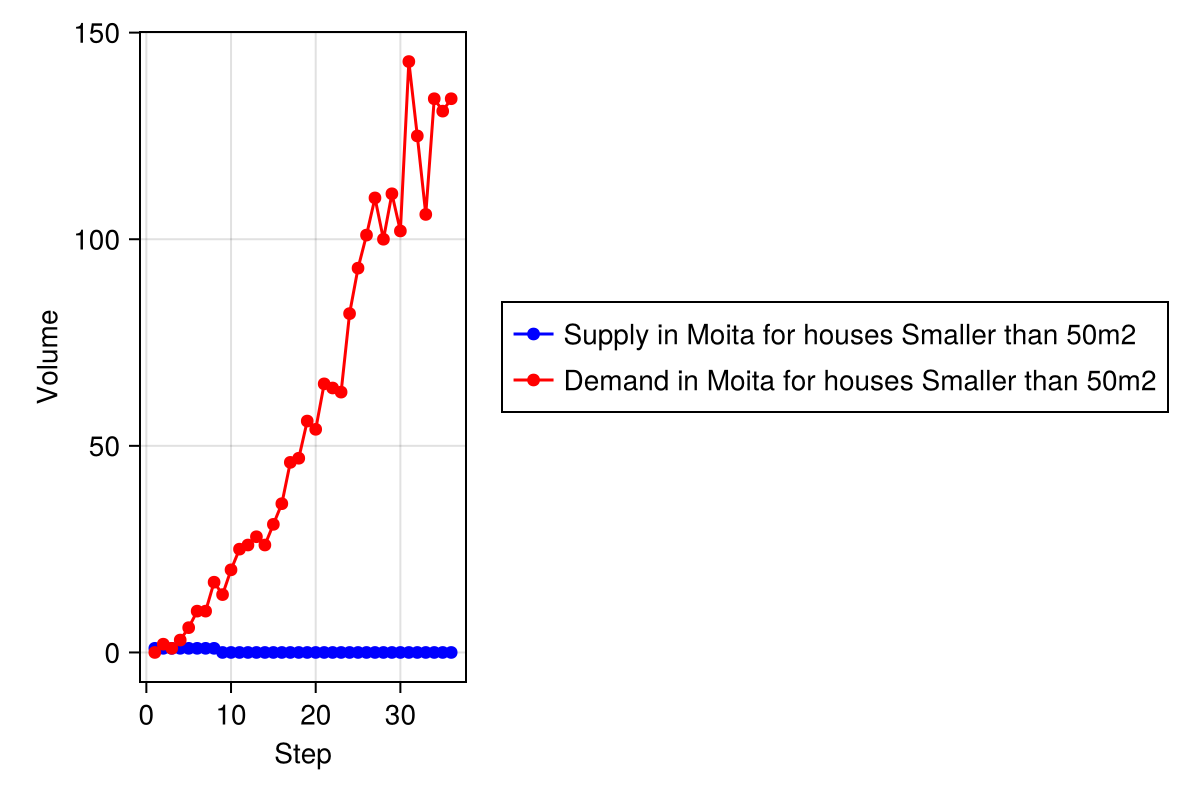 150
100
50
0
Volume
0 10 20 30
Step
Supply in Moita for houses Smaller than 50m2
Demand in Moita for houses Smaller than 50m2